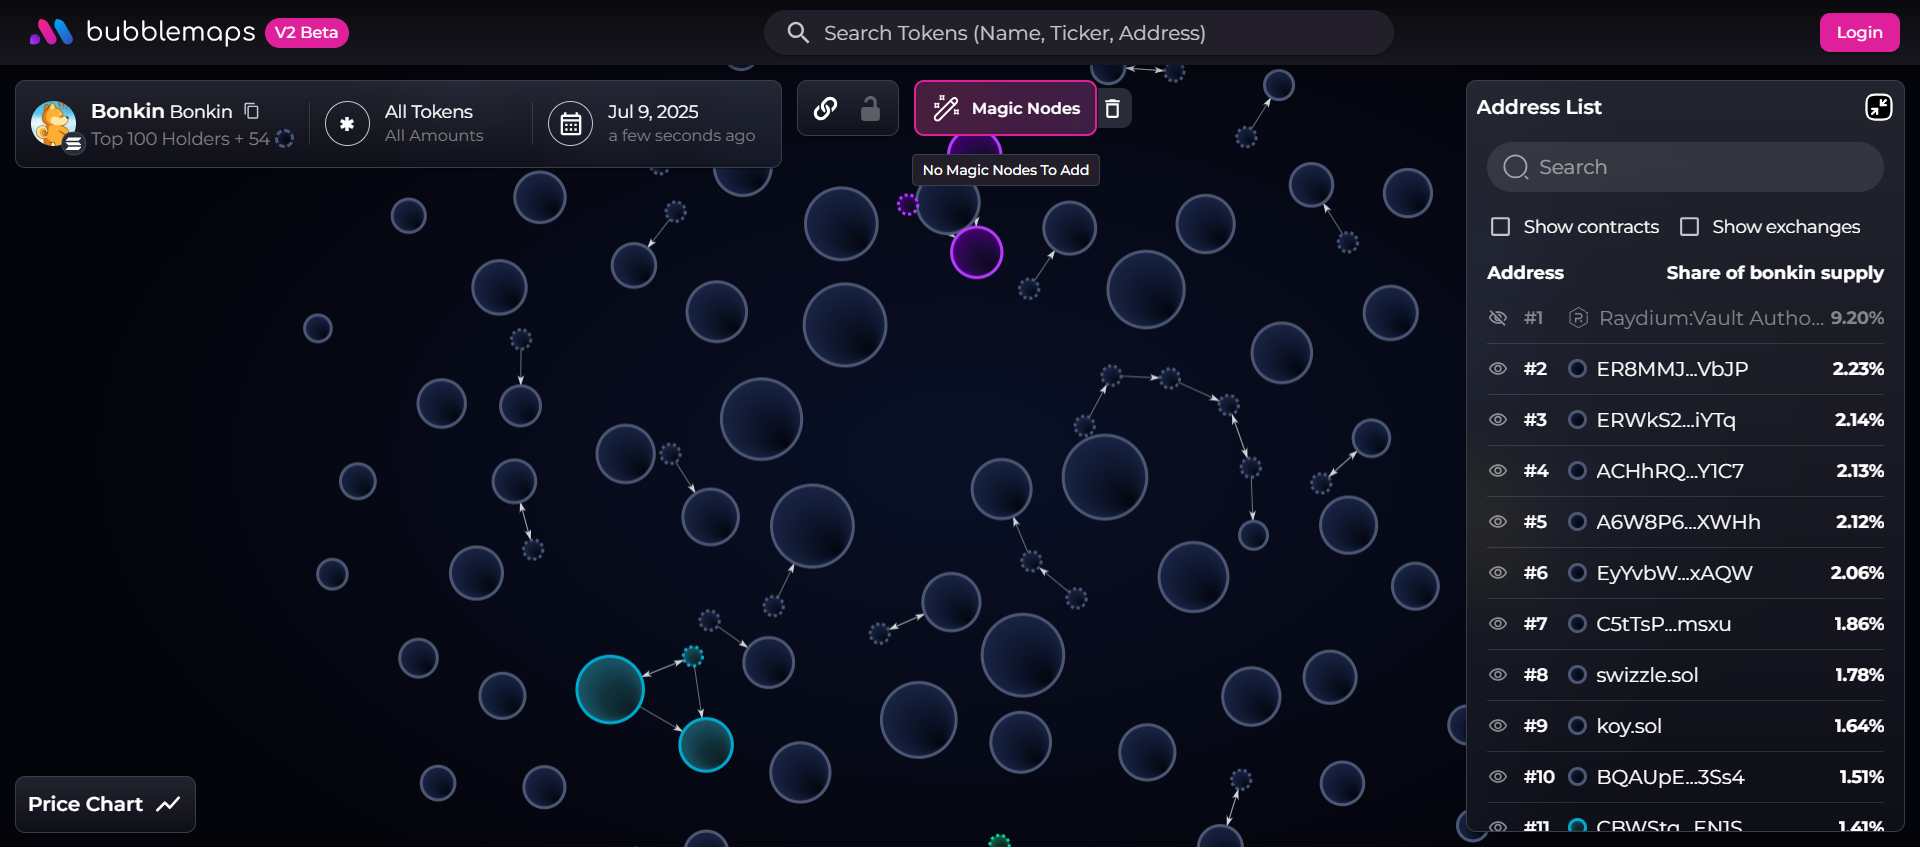 bubblemaps V2 Beta
Search Tokens (Name, Ticker, Address)
Login
Bonkin Bonkin
Top 100 Holders + 54
All Tokens
All Amounts
Jul 9, 2025
a few seconds ago
Magic Nodes
No Magic Nodes To Add
Address List
Search
Show contracts Show exchanges
Address Share of bonkin supply
#1 Raydium:Vault Autho... 9.20%
#2 ER8MMJ...VbJP 2.23%
#3 ERWkS2...iYTq 2.14%
#4 ACHhRQ...Y1C7 2.13%
#5 A6W8P6...XWHh 2.12%
#6 EyYvbW...xAQW 2.06%
#7 C5tTsP...msxu 1.86%
#8 swizzle.sol 1.78%
#9 koy.sol 1.64%
#10 BQAUpE...3Ss4 1.51%
#11 1.41%
Price Chart